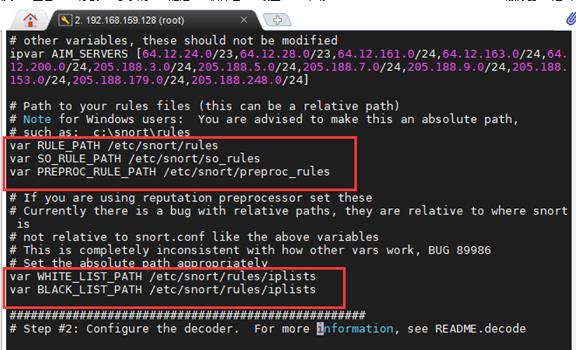 2. 192.168.159.128 (root)
# other variables, these should not be modified
ipvar AIM_SERVERS [64.12.24.0/23,64.12.28.0/23,64.12.161.0/24,64.12.163.0/24,64.
12.200.0/24,205.188.3.0/24,205.188.5.0/24,205.188.7.0/24,205.188.9.0/24,205.188.
153.0/24,205.188.179.0/24,205.188.248.0/24]
# Path to your rules files (this can be a relative path)
# Note for Windows users:  You are advised to make this an absolute path,
# such as:  c:\snort\rules
var RULE_PATH /etc/snort/rules
var SO_RULE_PATH /etc/snort/so_rules
var PREPROC_RULE_PATH /etc/snort/preproc_rules
# If you are using reputation preprocessor set these
# Currently there is a bug with relative paths, they are relative to where snort
is
# not relative to snort.conf like the above variables
# This is completely inconsistent with how other vars work, BUG 89986
# Set the absolute path appropriately
var WHITE_LIST_PATH /etc/snort/rules/iplists
var BLACK_LIST_PATH /etc/snort/rules/iplists
###################################################
# Step #2: Configure the decoder.  For more information, see README.decode